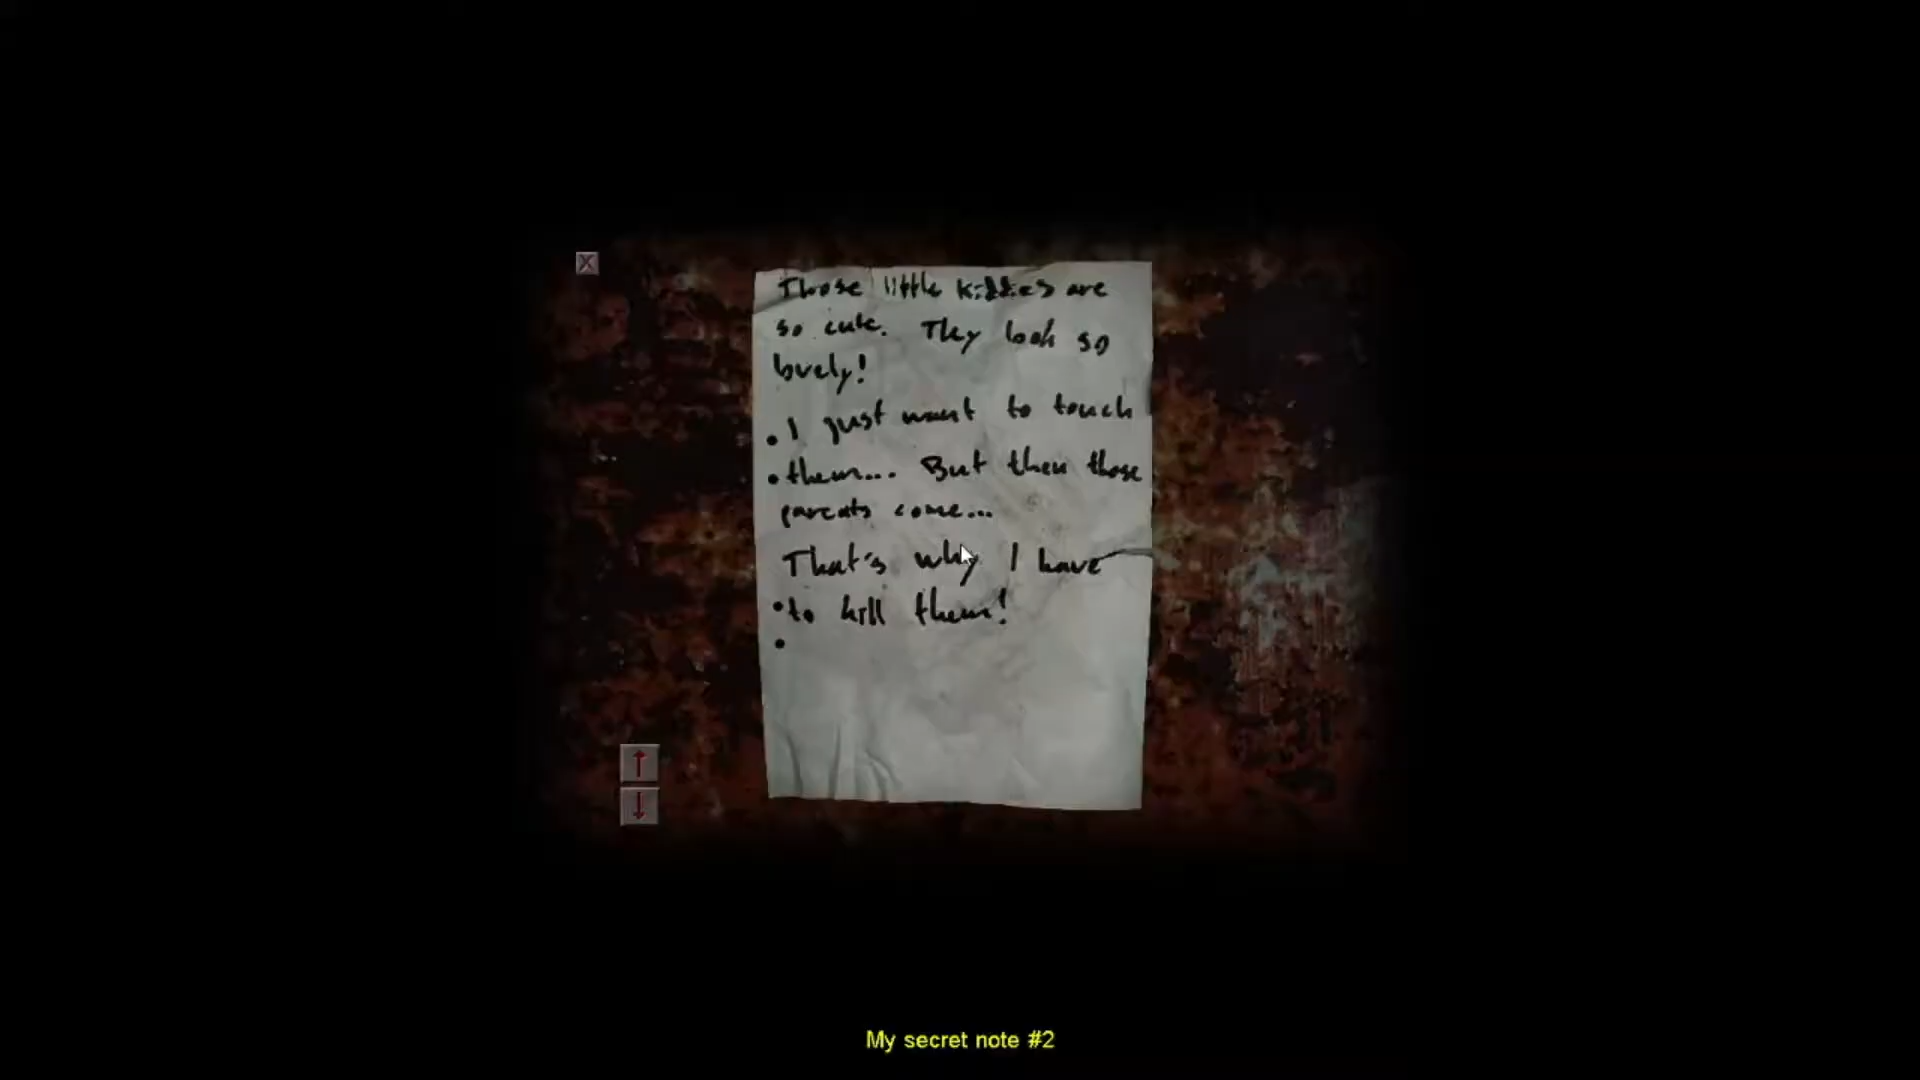 X
Those little kiddies are
so cute. They look so
lovely!
• I just want to touch
• them... But then those
parents come...
That's why I have
• to kill them!
•
↑
↓
My secret note #2